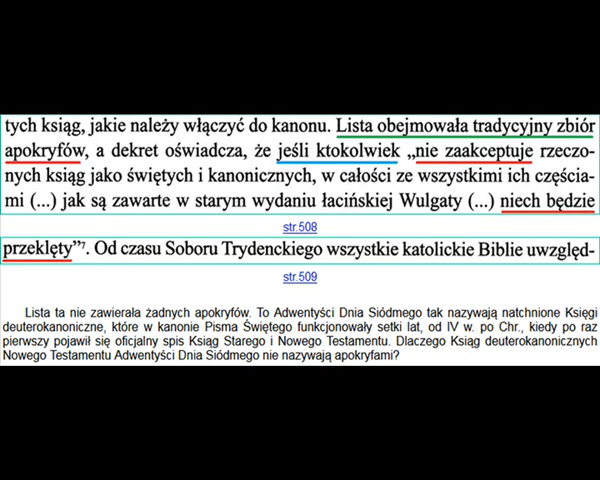 tych ksiąg, jakie należy włączyć do kanonu. Lista obejmowała tradycyjny zbiór
apokryfów, a dekret oświadcza, że jeśli ktokolwiek „nie zaakceptuje rzeczo-
nych ksiąg jako świętych i kanonicznych, w całości ze wszystkimi ich częścia-
mi (...) jak są zawarte w starym wydaniu łacińskiej Wulgaty (...) niech będzie
str.508
przeklęty”⁷. Od czasu Soboru Trydenckiego wszystkie katolickie Biblie uwzględ-
str.509
Lista ta nie zawierała żadnych apokryfów. To Adwentyści Dnia Siódmego tak nazywają natchnione Księgi
deuterokanoniczne, które w kanonie Pisma Świętego funkcjonowały setki lat, od IV w. po Chr., kiedy po raz
pierwszy pojawił się oficjalny spis Ksiąg Starego i Nowego Testamentu. Dlaczego Ksiąg deuterokanonicznych
Nowego Testamentu Adwentyści Dnia Siódmego nie nazywają apokryfami?